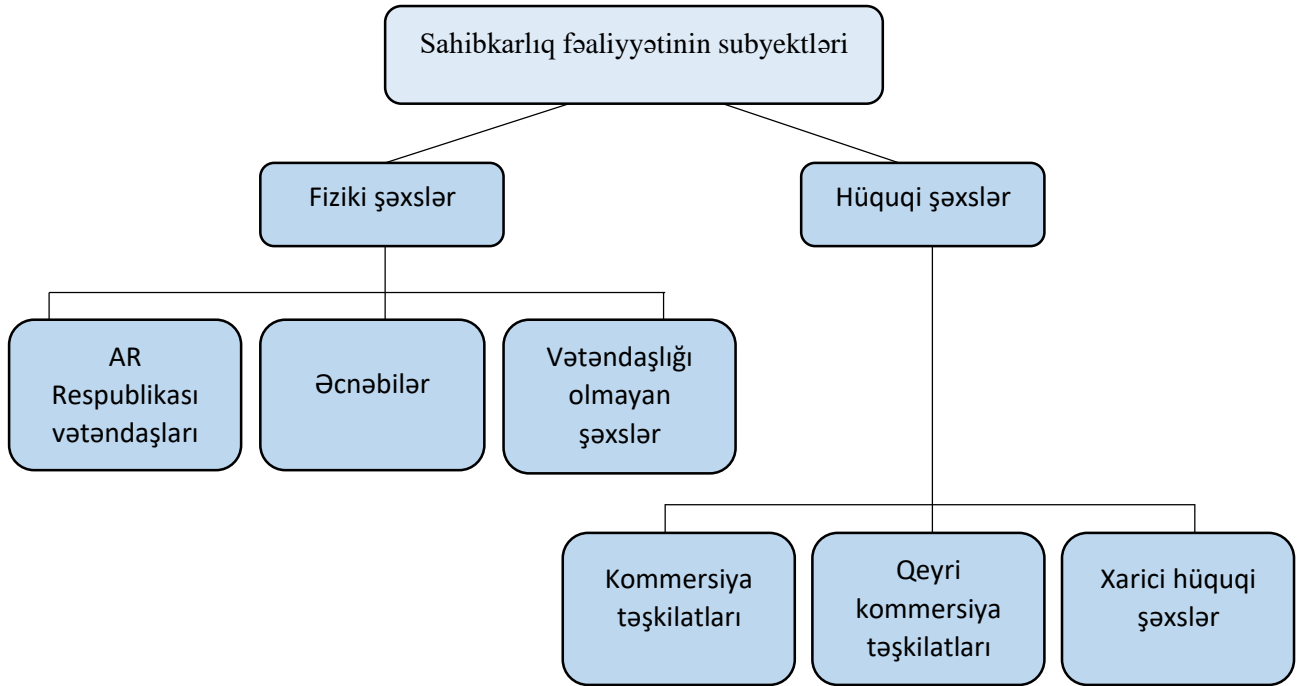 Sahibkarlıq fəaliyyətinin subyektləri
Fiziki şəxslər
Hüquqi şəxslər
AR
Respublikası
vətəndaşları
Əcnəbilər
Vətəndaşlığı
olmayan
şəxslər
Kommersiya
təşkilatları
Qeyri
kommersiya
təşkilatları
Xarici hüquqi
şəxslər